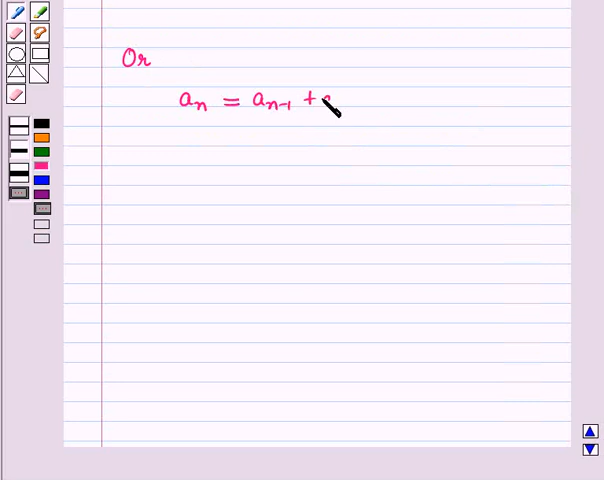 Or
aₙ = aₙ₋₁ +